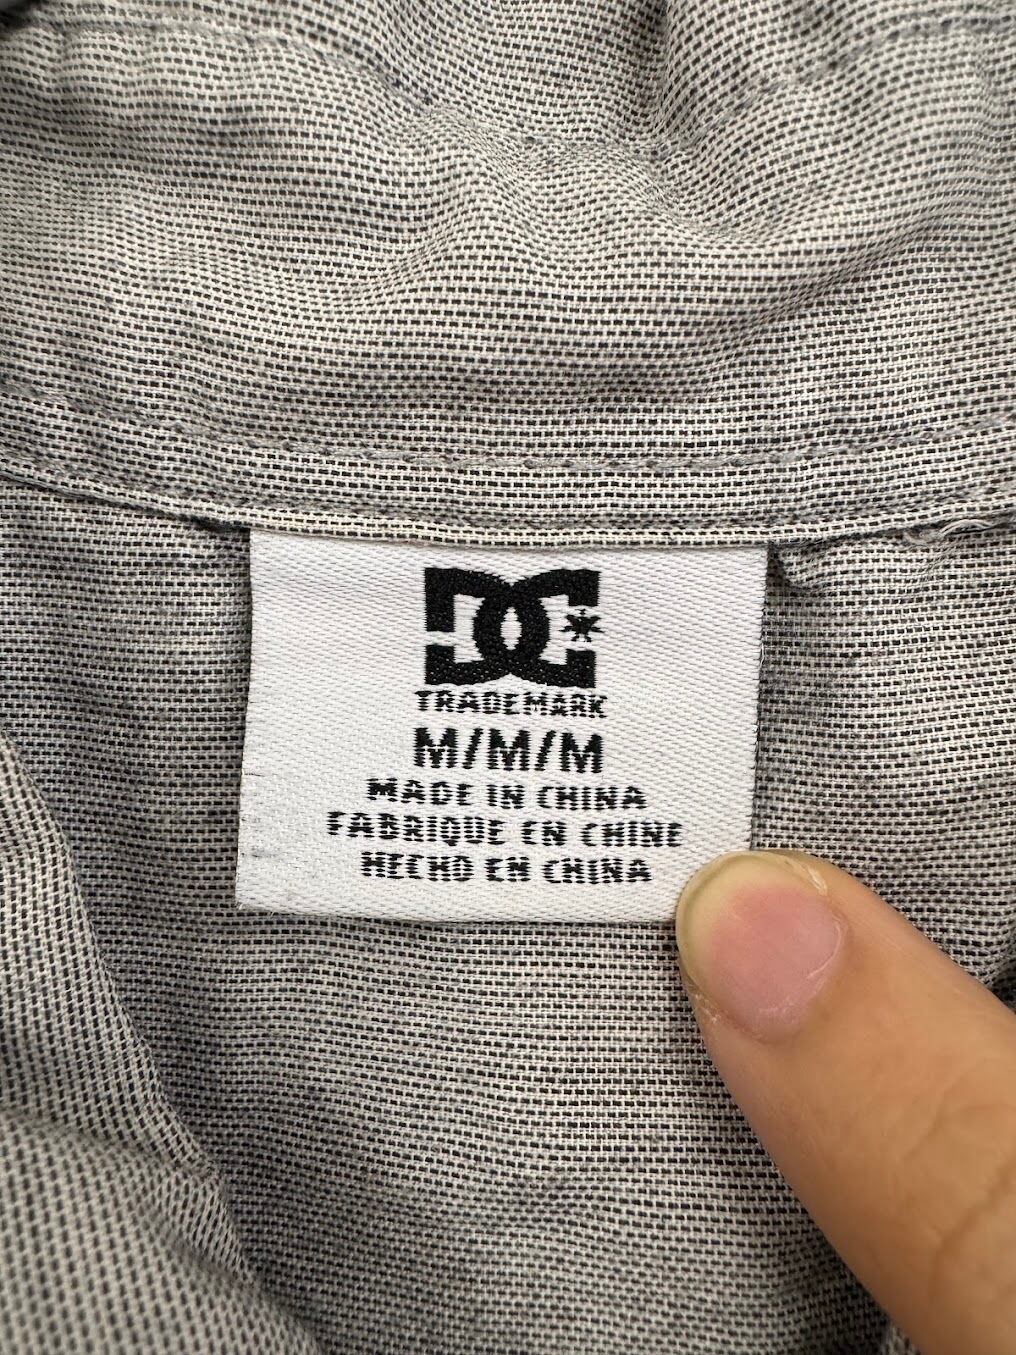 DC
TRADEMARK
M/M/M
MADE IN CHINA
FABRIQUE EN CHINE
HECHO EN CHINA